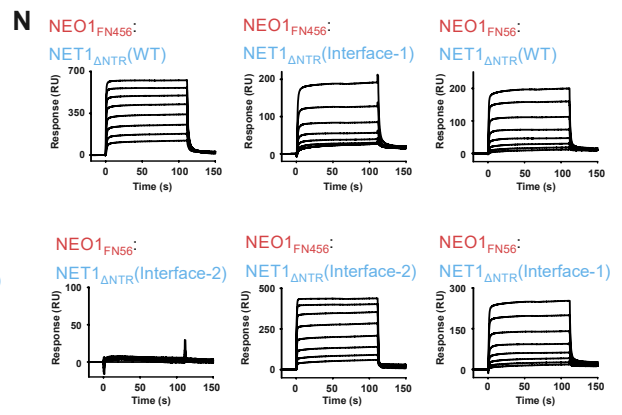 N
NEO1FN456:
NET1ΔNTR(WT)
700
350
0
Response (RU)
0 50 100 150
Time (s)
NEO1FN456:
NET1ΔNTR(Interface-1)
200
100
0
Response (RU)
0 50 100 150
Time (s)
NEO1FN56:
NET1ΔNTR(WT)
200
100
0
Response (RU)
0 50 100 150
Time (s)
NEO1FN56:
NET1ΔNTR(Interface-2)
100
50
0
Response (RU)
0 50 100 150
Time (s)
NEO1FN456:
NET1ΔNTR(Interface-2)
500
250
0
Response (RU)
0 50 100 150
Time (s)
NEO1FN56:
NET1ΔNTR(Interface-1)
300
150
0
Response (RU)
0 50 100 150
Time (s)
)